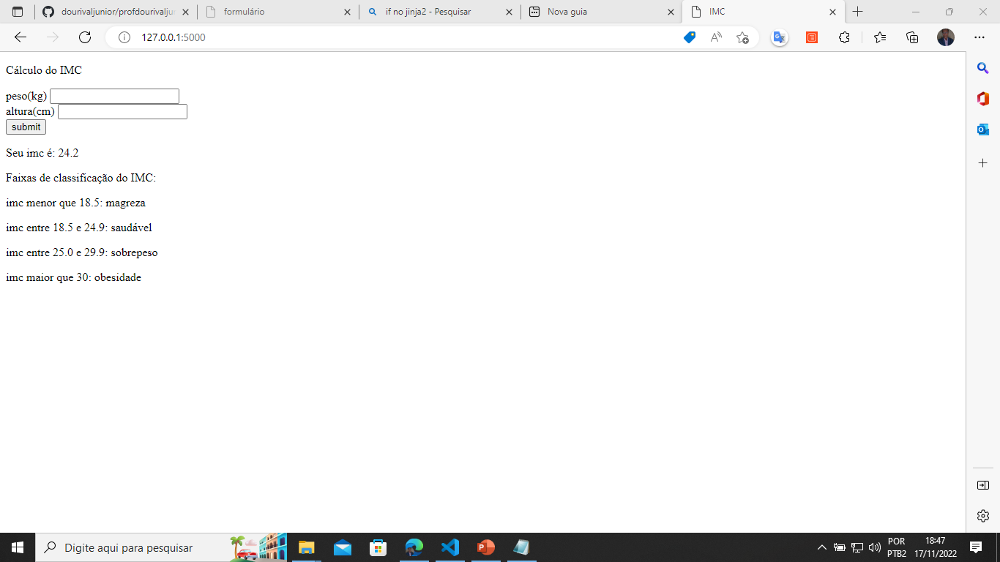 dourivaljunior/profdourivalju
formulário
if no jinja2 - Pesquisar
Nova guia
IMC
127.0.0.1:5000
Cálculo do IMC
peso(kg)
altura(cm)
submit
Seu imc é: 24.2
Faixas de classificação do IMC:
imc menor que 18.5: magreza
imc entre 18.5 e 24.9: saudável
imc entre 25.0 e 29.9: sobrepeso
imc maior que 30: obesidade
Digite aqui para pesquisar
POR
PTB2
18:47
17/11/2022